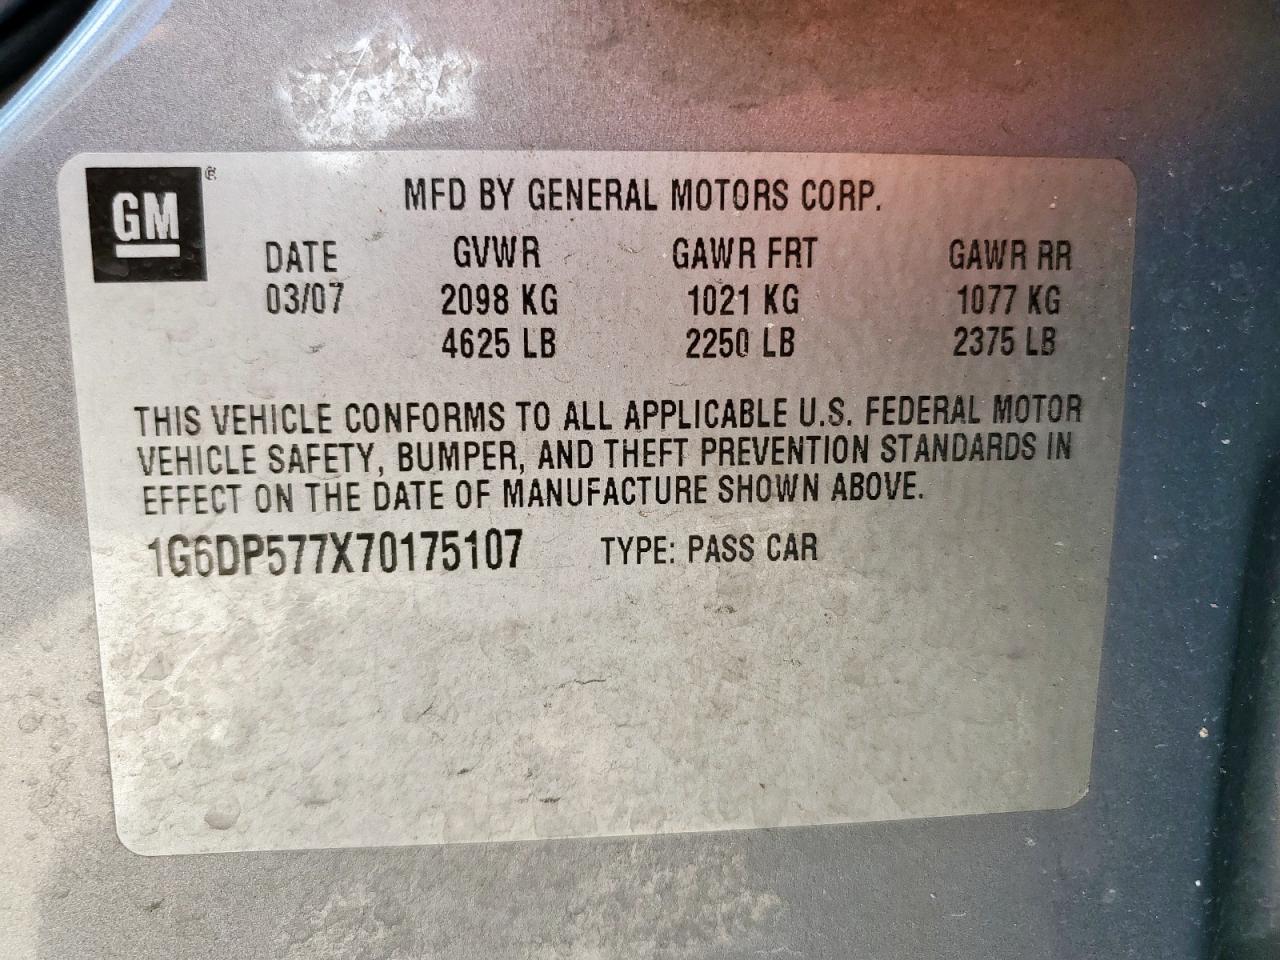 GM ®
MFD BY GENERAL MOTORS CORP.
DATE GVWR GAWR FRT GAWR RR
03/07 2098 KG 1021 KG 1077 KG
4625 LB 2250 LB 2375 LB
THIS VEHICLE CONFORMS TO ALL APPLICABLE U.S. FEDERAL MOTOR
VEHICLE SAFETY, BUMPER, AND THEFT PREVENTION STANDARDS IN
EFFECT ON THE DATE OF MANUFACTURE SHOWN ABOVE.
1G6DP577X70175107 TYPE: PASS CAR